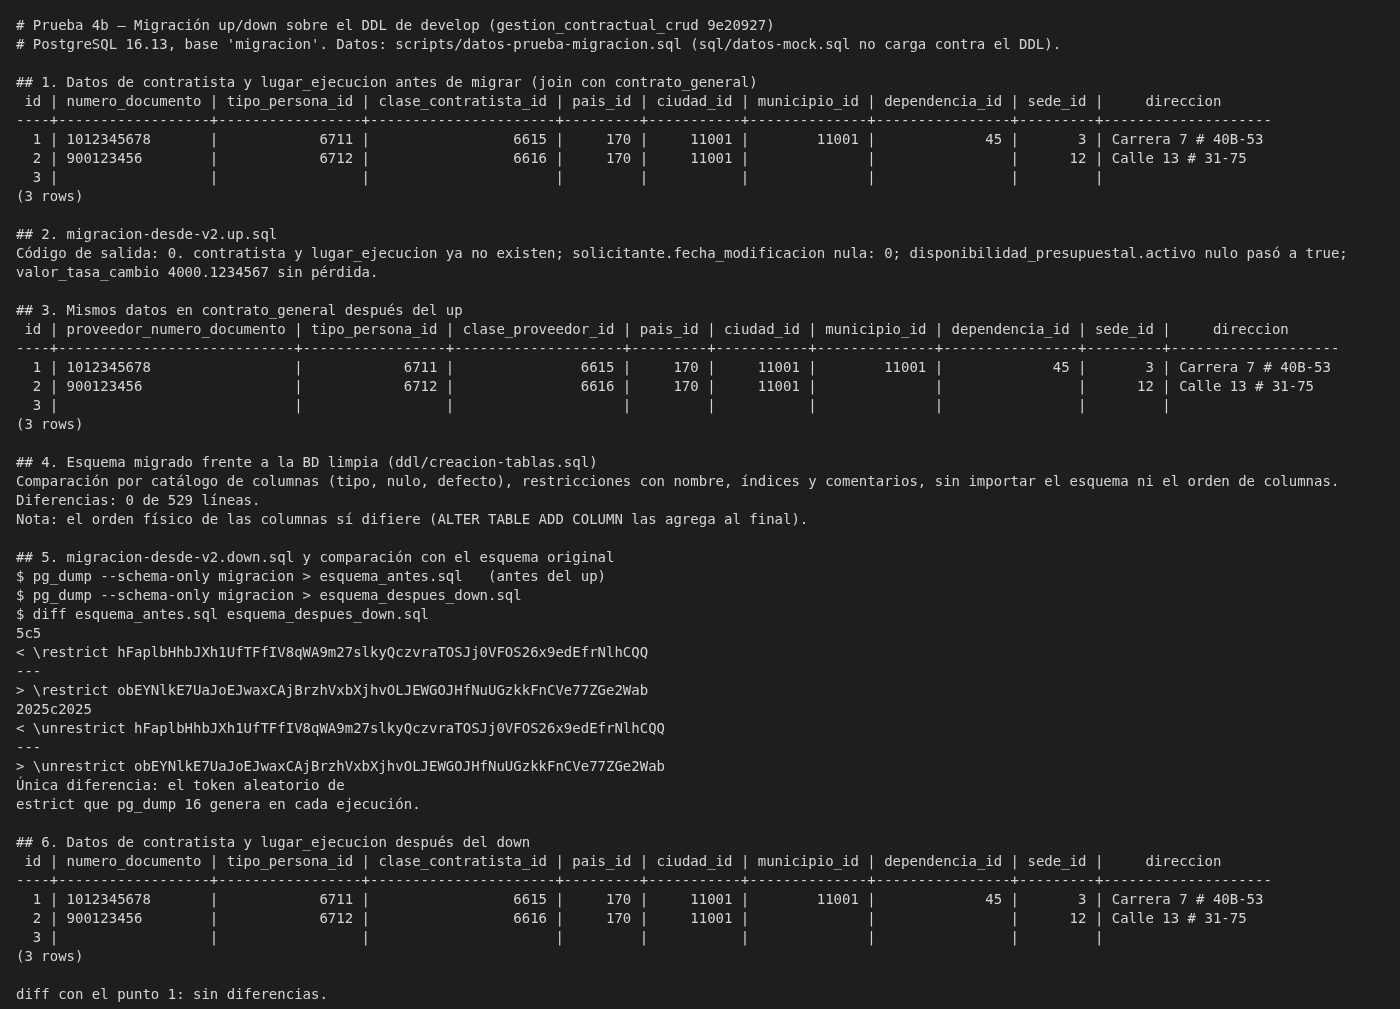 # Prueba 4b — Migración up/down sobre el DDL de develop (gestion_contractual_crud 9e20927)
# PostgreSQL 16.13, base 'migracion'. Datos: scripts/datos-prueba-migracion.sql (sql/datos-mock.sql no carga contra el DDL).

## 1. Datos de contratista y lugar_ejecucion antes de migrar (join con contrato_general)
 id | numero_documento | tipo_persona_id | clase_contratista_id | pais_id | ciudad_id | municipio_id | dependencia_id | sede_id |     direccion
----+------------------+-----------------+----------------------+---------+-----------+--------------+----------------+---------+--------------------
  1 | 1012345678       |            6711 |                 6615 |     170 |     11001 |        11001 |             45 |       3 | Carrera 7 # 40B-53
  2 | 900123456        |            6712 |                 6616 |     170 |     11001 |              |                |      12 | Calle 13 # 31-75
  3 |                  |                 |                      |         |           |              |                |         |
(3 rows)

## 2. migracion-desde-v2.up.sql
Código de salida: 0. contratista y lugar_ejecucion ya no existen; solicitante.fecha_modificacion nula: 0; disponibilidad_presupuestal.activo nulo pasó a true;
valor_tasa_cambio 4000.1234567 sin pérdida.

## 3. Mismos datos en contrato_general después del up
 id | proveedor_numero_documento | tipo_persona_id | clase_proveedor_id | pais_id | ciudad_id | municipio_id | dependencia_id | sede_id |     direccion
----+----------------------------+-----------------+--------------------+---------+-----------+--------------+----------------+---------+--------------------
  1 | 1012345678                 |            6711 |               6615 |     170 |     11001 |        11001 |             45 |       3 | Carrera 7 # 40B-53
  2 | 900123456                  |            6712 |               6616 |     170 |     11001 |              |                |      12 | Calle 13 # 31-75
  3 |                            |                 |                    |         |           |              |                |         |
(3 rows)

## 4. Esquema migrado frente a la BD limpia (ddl/creacion-tablas.sql)
Comparación por catálogo de columnas (tipo, nulo, defecto), restricciones con nombre, índices y comentarios, sin importar el esquema ni el orden de columnas.
Diferencias: 0 de 529 líneas.
Nota: el orden físico de las columnas sí difiere (ALTER TABLE ADD COLUMN las agrega al final).

## 5. migracion-desde-v2.down.sql y comparación con el esquema original
$ pg_dump --schema-only migracion > esquema_antes.sql   (antes del up)
$ pg_dump --schema-only migracion > esquema_despues_down.sql
$ diff esquema_antes.sql esquema_despues_down.sql
5c5
< \restrict hFaplbHhbJXh1UfTFfIV8qWA9m27slkyQczvraTOSJj0VFOS26x9edEfrNlhCQQ
---
> \restrict obEYNlkE7UaJoEJwaxCAjBrzhVxbXjhvOLJEWGOJHfNuUGzkkFnCVe77ZGe2Wab
2025c2025
< \unrestrict hFaplbHhbJXh1UfTFfIV8qWA9m27slkyQczvraTOSJj0VFOS26x9edEfrNlhCQQ
---
> \unrestrict obEYNlkE7UaJoEJwaxCAjBrzhVxbXjhvOLJEWGOJHfNuUGzkkFnCVe77ZGe2Wab
Única diferencia: el token aleatorio de
estrict que pg_dump 16 genera en cada ejecución.

## 6. Datos de contratista y lugar_ejecucion después del down
 id | numero_documento | tipo_persona_id | clase_contratista_id | pais_id | ciudad_id | municipio_id | dependencia_id | sede_id |     direccion
----+------------------+-----------------+----------------------+---------+-----------+--------------+----------------+---------+--------------------
  1 | 1012345678       |            6711 |                 6615 |     170 |     11001 |        11001 |             45 |       3 | Carrera 7 # 40B-53
  2 | 900123456        |            6712 |                 6616 |     170 |     11001 |              |                |      12 | Calle 13 # 31-75
  3 |                  |                 |                      |         |           |              |                |         |
(3 rows)

diff con el punto 1: sin diferencias.